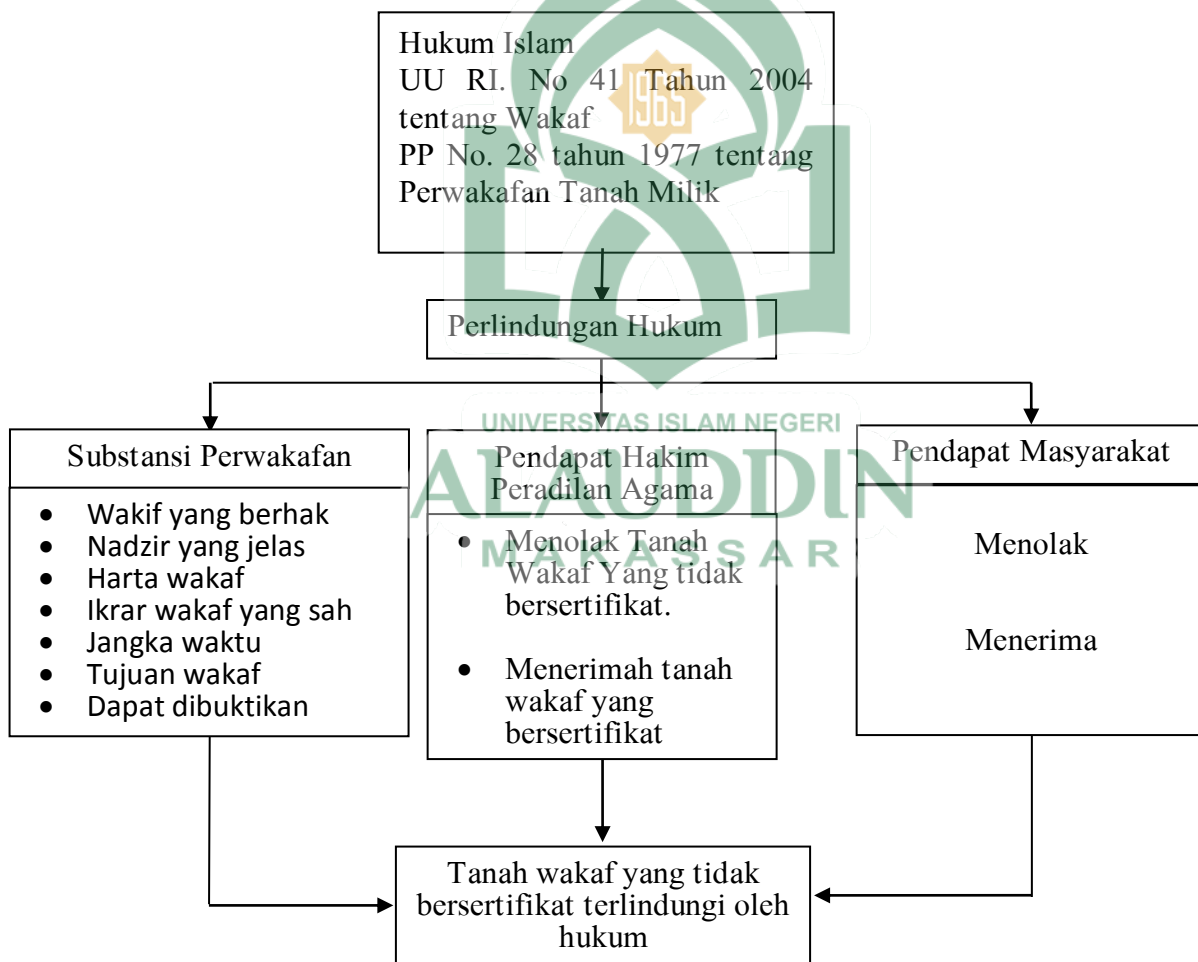 Hukum Islam
UU RI. No 41 Tahun 2004
tentang Wakaf
PP No. 28 tahun 1977 tentang
Perwakafan Tanah Milik
1965
Perlindungan Hukum
UNIVERSITAS ISLAM NEGERI
ALAUDDIN
MAKASSAR
Substansi Perwakafan
• Wakif yang berhak
• Nadzir yang jelas
• Harta wakaf
• Ikrar wakaf yang sah
• Jangka waktu
• Tujuan wakaf
• Dapat dibuktikan
Pendapat Hakim
Peradilan Agama
• Menolak Tanah
Wakaf Yang tidak
bersertifikat.
• Menerimah tanah
wakaf yang
bersertifikat
Pendapat Masyarakat
Menolak
Menerima
Tanah wakaf yang tidak
bersertifikat terlindungi oleh
hukum